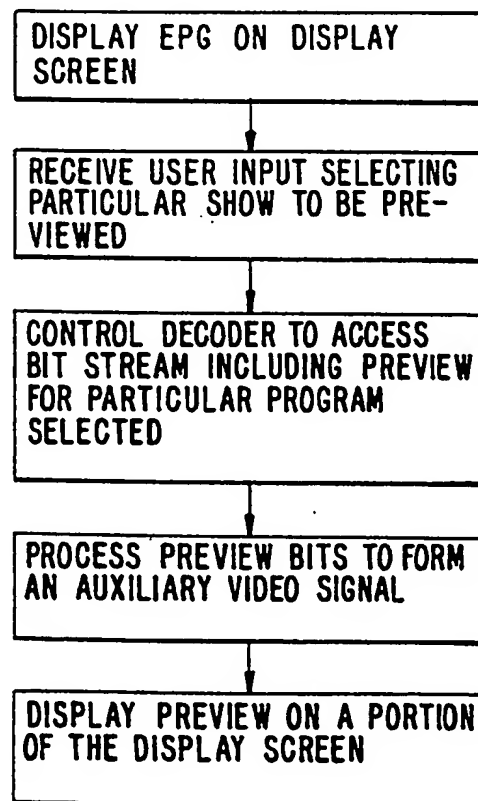 DISPLAY EPG ON DISPLAY
SCREEN
RECEIVE USER INPUT SELECTING
PARTICULAR SHOW TO BE PRE-
VIEWED
CONTROL DECODER TO ACCESS
BIT STREAM INCLUDING PREVIEW
FOR PARTICULAR PROGRAM
SELECTED
PROCESS PREVIEW BITS TO FORM
AN AUXILIARY VIDEO SIGNAL
DISPLAY PREVIEW ON A PORTION
OF THE DISPLAY SCREEN